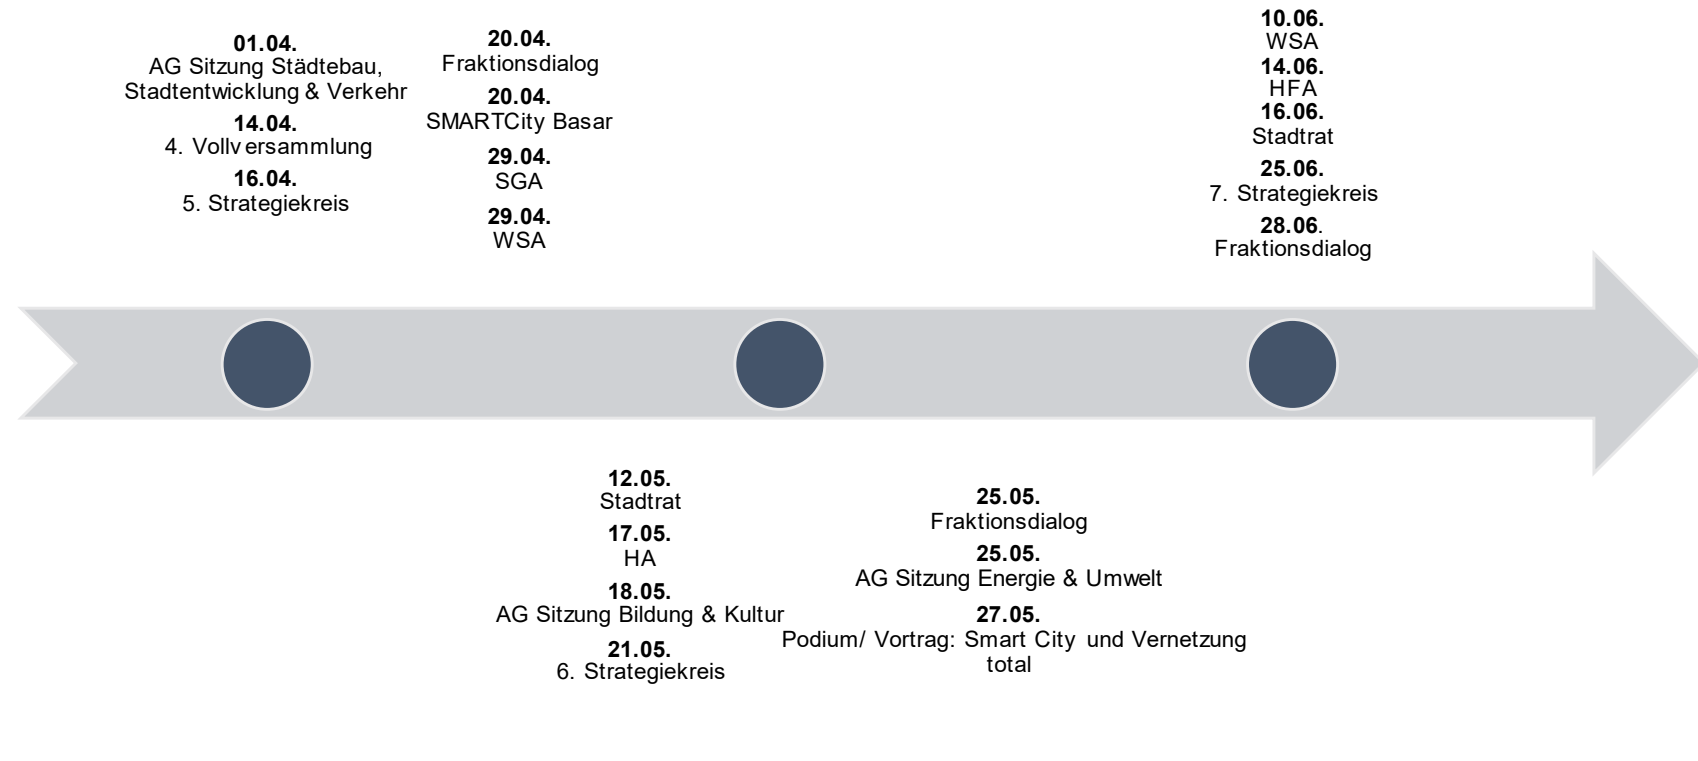 01.04.
AG Sitzung Städtebau,
Stadtentwicklung & Verkehr
14.04.
4. Vollversammlung
16.04.
5. Strategiekreis
20.04.
Fraktionsdialog
20.04.
SMARTCity Basar
29.04.
SGA
29.04.
WSA
12.05.
Stadtrat
17.05.
HA
18.05.
AG Sitzung Bildung & Kultur
21.05.
6. Strategiekreis
25.05.
Fraktionsdialog
25.05.
AG Sitzung Energie & Umwelt
27.05.
Podium/ Vortrag: Smart City und Vernetzung
total
10.06.
WSA
14.06.
HFA
16.06.
Stadtrat
25.06.
7. Strategiekreis
28.06.
Fraktionsdialog